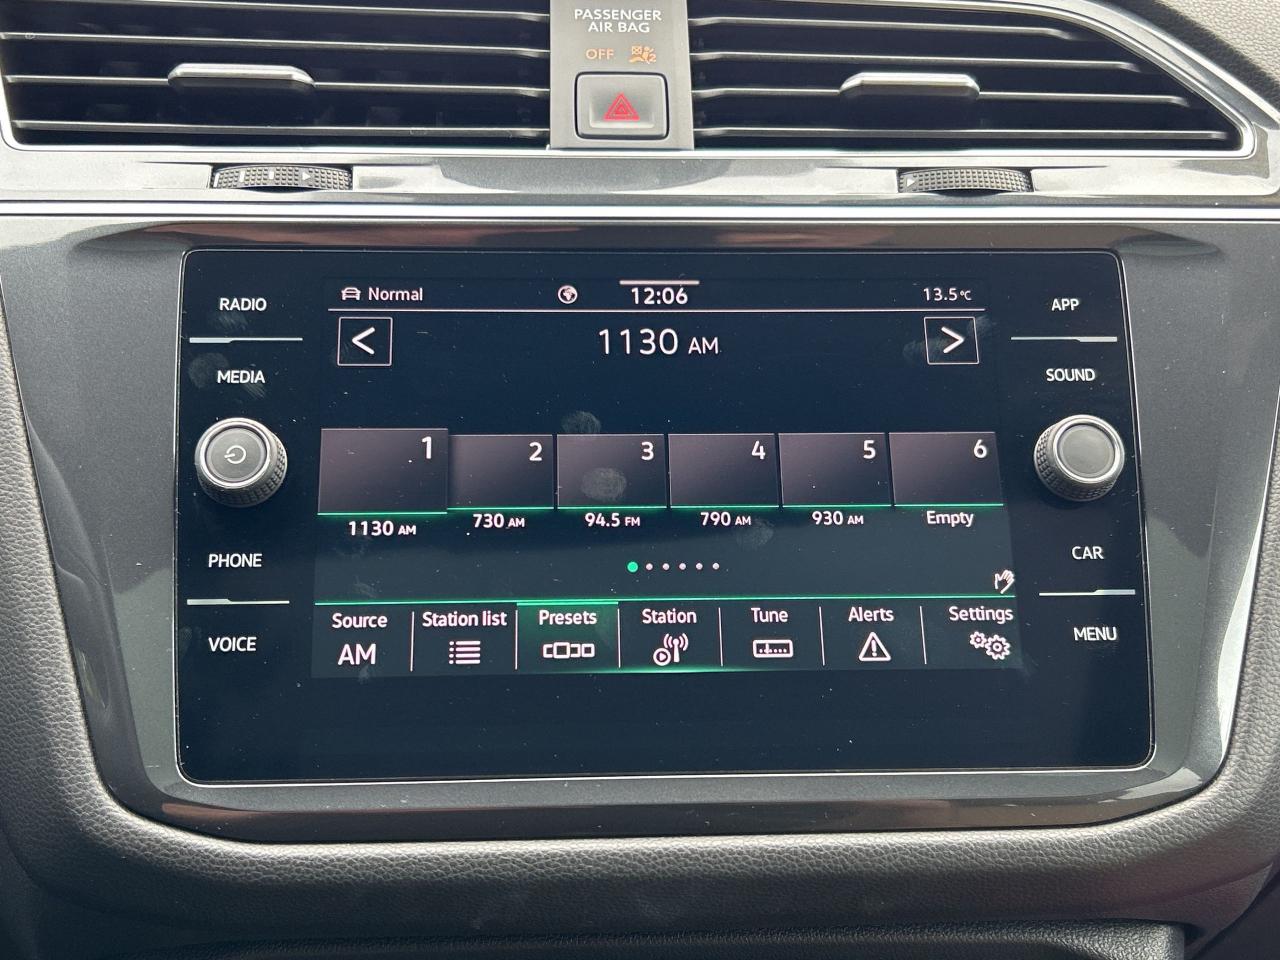 PASSENGER
AIR BAG
OFF 2
RADIO
MEDIA
PHONE
VOICE
Normal 12:06 13.5°C
< 1130 AM >
1 2 3 4 5 6
1130 AM 730 AM 94.5 FM 790 AM 930 AM Empty
Source Station list Presets Station Tune Alerts Settings
AM
APP
SOUND
CAR
MENU